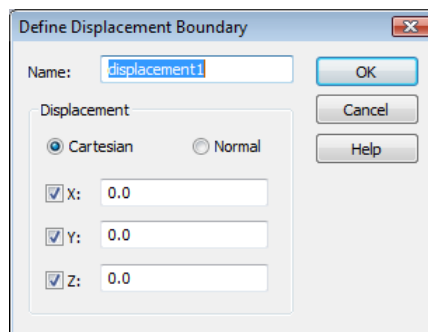 Define Displacement Boundary
Name: displacement1
OK
Displacement
Cancel
Cartesian Normal
Help
X: 0.0
Y: 0.0
Z: 0.0